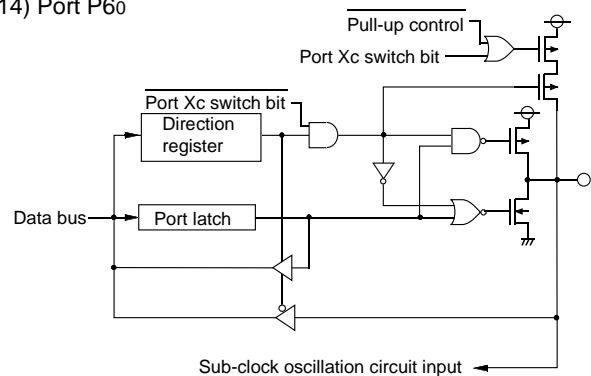 14) Port P60
Pull-up control
Port Xc switch bit
Port Xc switch bit
Direction
register
Data bus
Port latch
Sub-clock oscillation circuit input